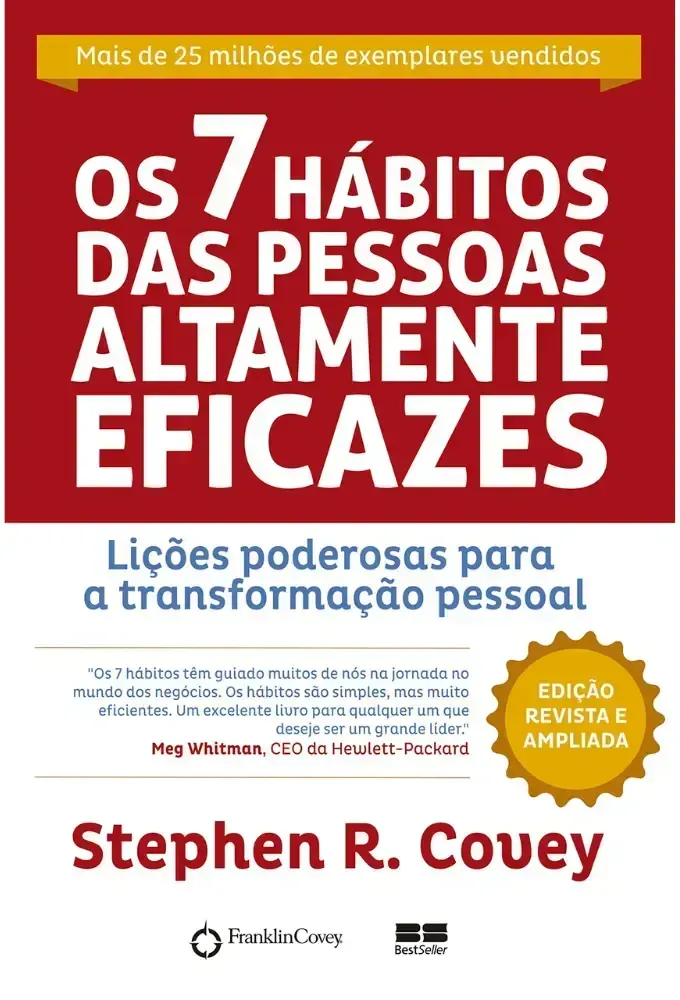 Mais de 25 milhões de exemplares vendidos
OS 7 HÁBITOS
DAS PESSOAS
ALTAMENTE
EFICAZES
Lições poderosas para
a transformação pessoal
"Os 7 hábitos têm guiado muitos de nós na jornada no
mundo dos negócios. Os hábitos são simples, mas muito
eficientes. Um excelente livro para qualquer um que
deseje ser um grande líder."
Meg Whitman, CEO da Hewlett-Packard
EDIÇÃO
REVISTA E
AMPLIADA
Stephen R. Covey
FranklinCovey
BS
BestSeller